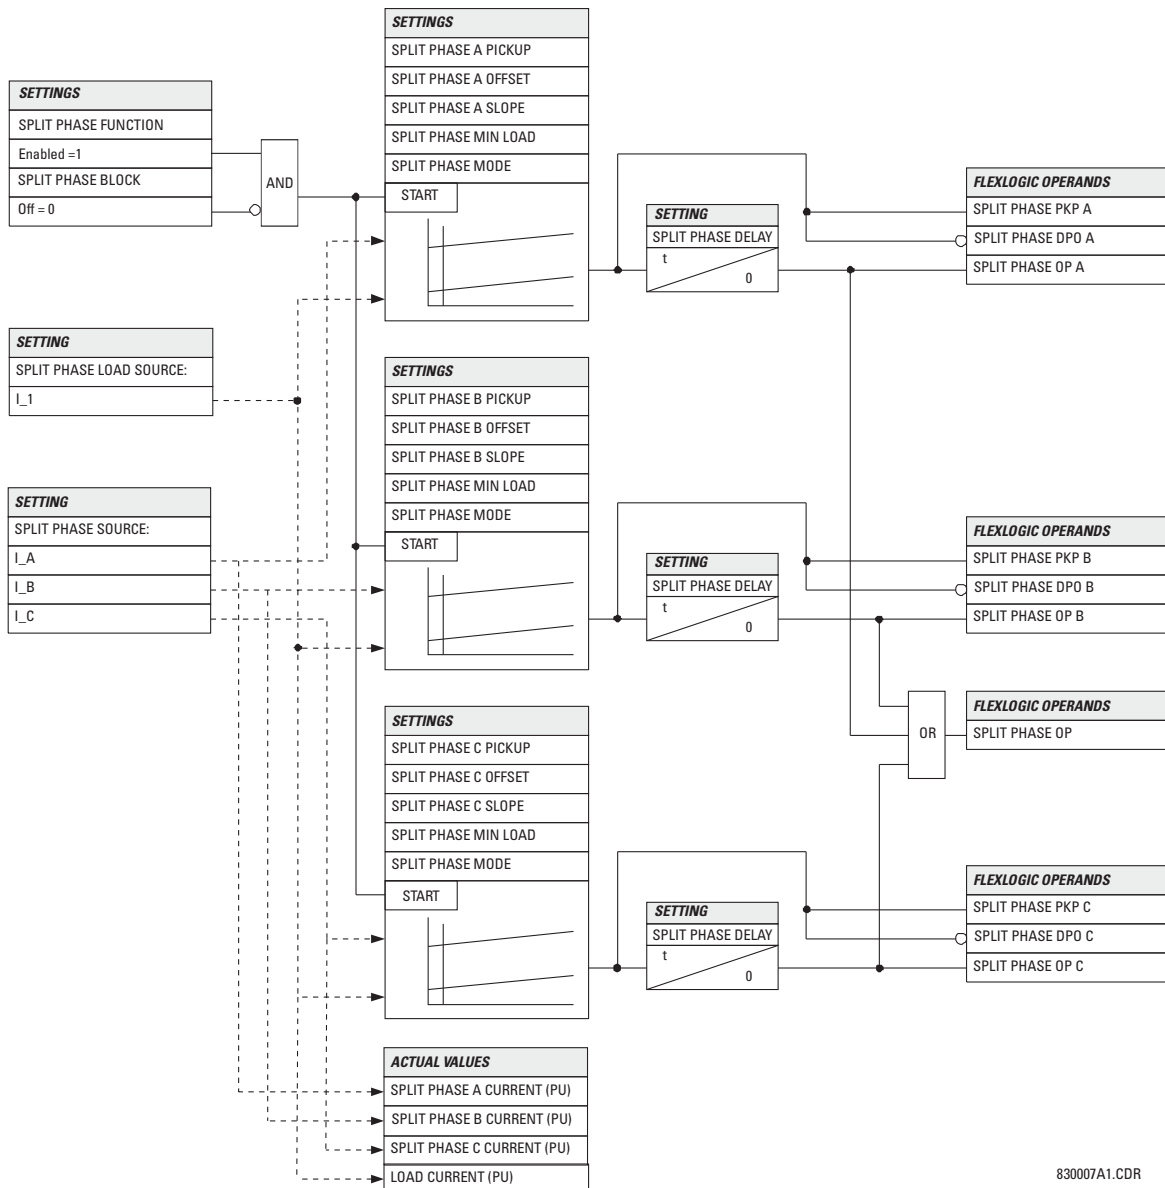 SETTINGS
SPLIT PHASE FUNCTION
Enabled =1
SPLIT PHASE BLOCK
Off = 0
AND
SETTING
SPLIT PHASE LOAD SOURCE:
I_1
SETTING
SPLIT PHASE SOURCE:
I_A
I_B
I_C
SETTINGS
SPLIT PHASE A PICKUP
SPLIT PHASE A OFFSET
SPLIT PHASE A SLOPE
SPLIT PHASE MIN LOAD
SPLIT PHASE MODE
START
SETTING
SPLIT PHASE DELAY
t
0
FLEXLOGIC OPERANDS
SPLIT PHASE PKP A
SPLIT PHASE DPO A
SPLIT PHASE OP A
SETTINGS
SPLIT PHASE B PICKUP
SPLIT PHASE B OFFSET
SPLIT PHASE B SLOPE
SPLIT PHASE MIN LOAD
SPLIT PHASE MODE
START
SETTING
SPLIT PHASE DELAY
t
0
FLEXLOGIC OPERANDS
SPLIT PHASE PKP B
SPLIT PHASE DPO B
SPLIT PHASE OP B
OR
FLEXLOGIC OPERANDS
SPLIT PHASE OP
SETTINGS
SPLIT PHASE C PICKUP
SPLIT PHASE C OFFSET
SPLIT PHASE C SLOPE
SPLIT PHASE MIN LOAD
SPLIT PHASE MODE
START
SETTING
SPLIT PHASE DELAY
t
0
FLEXLOGIC OPERANDS
SPLIT PHASE PKP C
SPLIT PHASE DPO C
SPLIT PHASE OP C
ACTUAL VALUES
SPLIT PHASE A CURRENT (PU)
SPLIT PHASE B CURRENT (PU)
SPLIT PHASE C CURRENT (PU)
LOAD CURRENT (PU)
830007A1.CDR